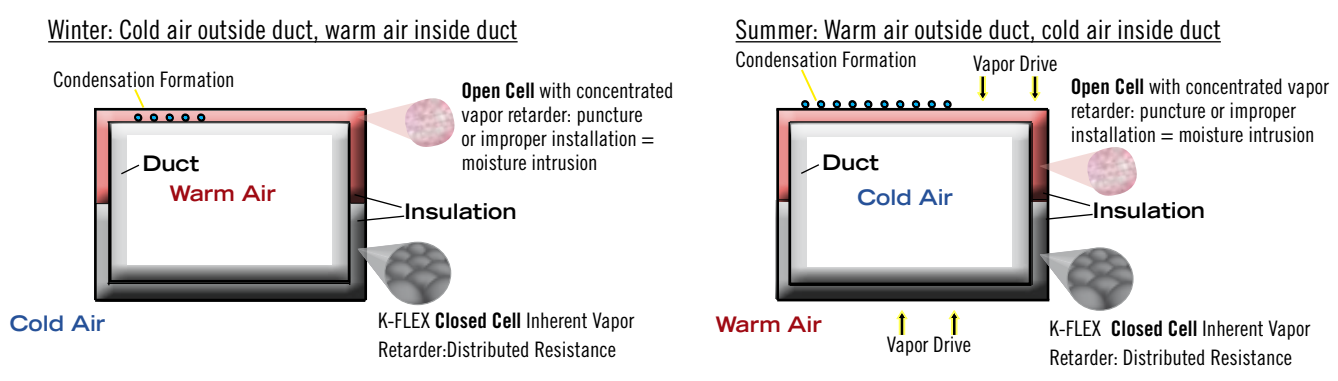 Winter: Cold air outside duct, warm air inside duct
Condensation Formation
Open Cell with concentrated
vapor retarder: puncture
or improper installation =
moisture intrusion
Duct
Warm Air
Insulation
K-FLEX Closed Cell Inherent Vapor
Retarder:Distributed Resistance
Cold Air
Summer: Warm air outside duct, cold air inside duct
Condensation Formation
Vapor Drive
Open Cell with concentrated vapor
retarder: puncture or improper
installation = moisture intrusion
Duct
Cold Air
Insulation
Warm Air
Vapor Drive
K-FLEX Closed Cell Inherent Vapor
Retarder: Distributed Resistance